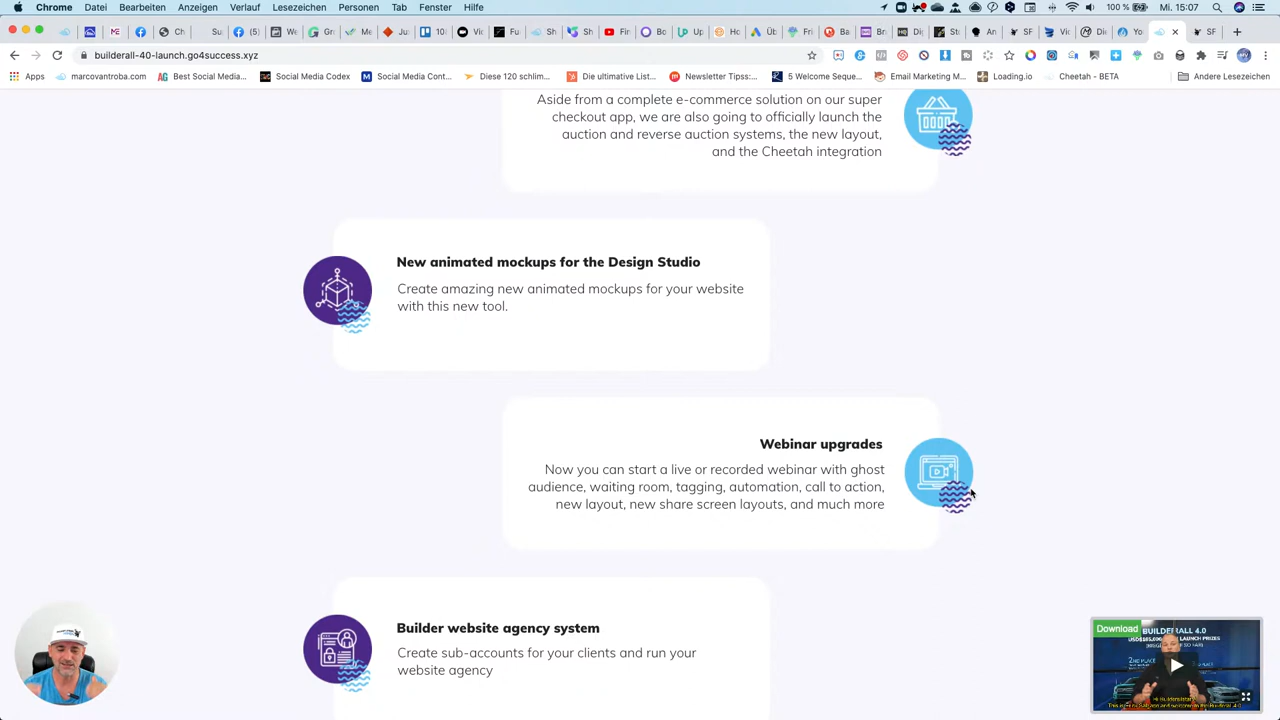 Chrome Datei Bearbeiten Anzeigen Verlauf Lesezeichen Personen Tab Fenster Hilfe 100 % Mi. 15:07
builderall-40-launch.go4success.xyz
Apps marcovantroba.com Best Social Media... Social Media Codex Social Media Cont... Diese 120 schlim... Die ultimative List... Newsletter Tipss:... 5 Welcome Seque... Email Marketing M... Loading.io Cheetah - BETA Andere Lesezeichen
Aside from a complete e-commerce solution on our super
checkout app, we are also going to officially launch the
auction and reverse auction systems, the new layout,
and the Cheetah integration
New animated mockups for the Design Studio
Create amazing new animated mockups for your website
with this new tool.
Webinar upgrades
Now you can start a live or recorded webinar with ghost
audience, waiting room, tagging, automation, call to action,
new layout, new share screen layouts, and much more
Builder website agency system
Create sub accounts for your clients and run your
website agency
Download
BUILDERALL 4.0
LAUNCH PRIZES